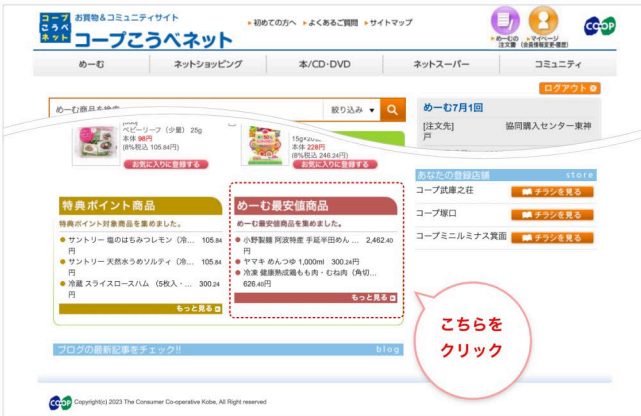 コープ
こうべ
ネット
お買物&コミュニティサイト
コープこうべネット
初めての方へ
よくあるご質問
サイトマップ
めーむの
注文書
マイページ
(会員情報変更・履歴)
CO・OP
めーむ
ネットショッピング
本/CD・DVD
ネットスーパー
コミュニティ
ログアウト
絞り込み
めーむ7月1回
[注文先] 協同購入センター東神
戸
ベビーリーフ（少量） 25g
本体 98円
(8%税込 105.84円)
お気に入りに登録する
本体 228円
(8%税込 246.24円)
お気に入りに登録する
あなたの登録店舗 store
コープ武庫之荘 チラシを見る
コープ塚口 チラシを見る
コープミニルミナス箕面 チラシを見る
特典ポイント商品
特典ポイント対象商品を集めました。
サントリー 塩のはちみつレモン（冷… 105.84
円
サントリー 天然水うめソルティ（冷… 105.84
円
冷蔵 スライスロースハム （5枚入・… 300.24
円
もっと見る
めーむ最安値商品
めーむ最安値商品を集めました。
小野製麺 阿波特産 手延半田めん … 2,462.40
円
ヤマキ めんつゆ 1,000ml 300.24円
冷凍 健康熟成鶏もも肉・むね肉（角切…
626.40円
もっと見る
こちらを
クリック
ブログの最新記事をチェック!! blog
CO・OP
Copyright(c) 2023 The Consumer Co-operative Kobe, All Right reserved